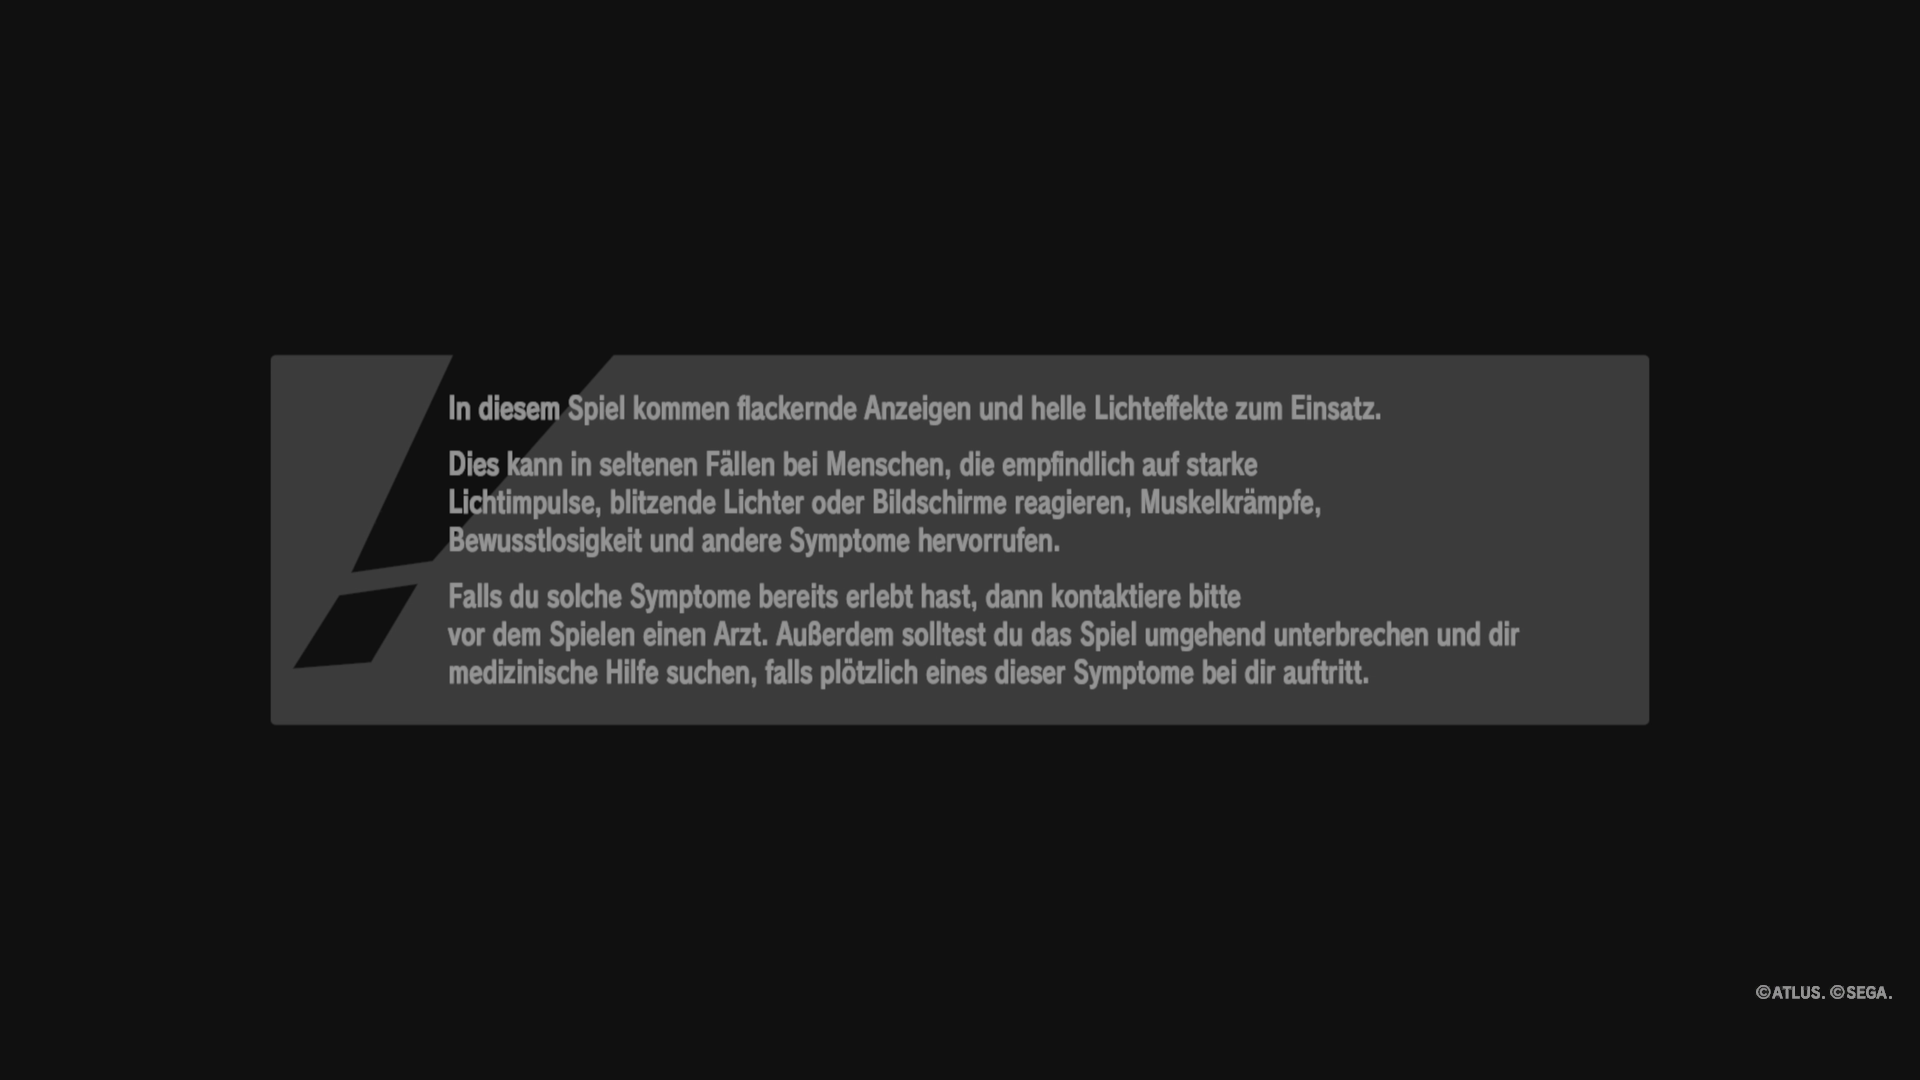 In diesem Spiel kommen flackernde Anzeigen und helle Lichteffekte zum Einsatz.
Dies kann in seltenen Fällen bei Menschen, die empfindlich auf starke
Lichtimpulse, blitzende Lichter oder Bildschirme reagieren, Muskelkrämpfe,
Bewusstlosigkeit und andere Symptome hervorrufen.
Falls du solche Symptome bereits erlebt hast, dann kontaktiere bitte
vor dem Spielen einen Arzt. Außerdem solltest du das Spiel umgehend unterbrechen und dir
medizinische Hilfe suchen, falls plötzlich eines dieser Symptome bei dir auftritt.
©ATLUS. ©SEGA.